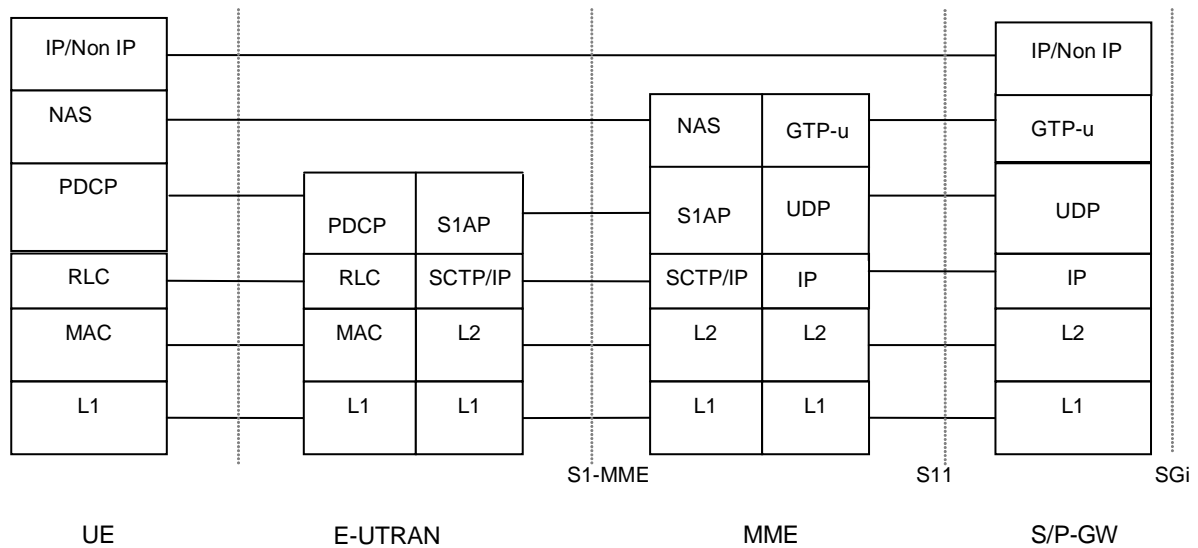 IP/Non IP IP/Non IP
NAS NAS GTP-u GTP-u
PDCP PDCP S1AP S1AP UDP UDP
RLC RLC SCTP/IP SCTP/IP IP IP
MAC MAC L2 L2 L2 L2
L1 L1 L1 L1 L1 L1
S1-MME S11 SGi
UE E-UTRAN MME S/P-GW